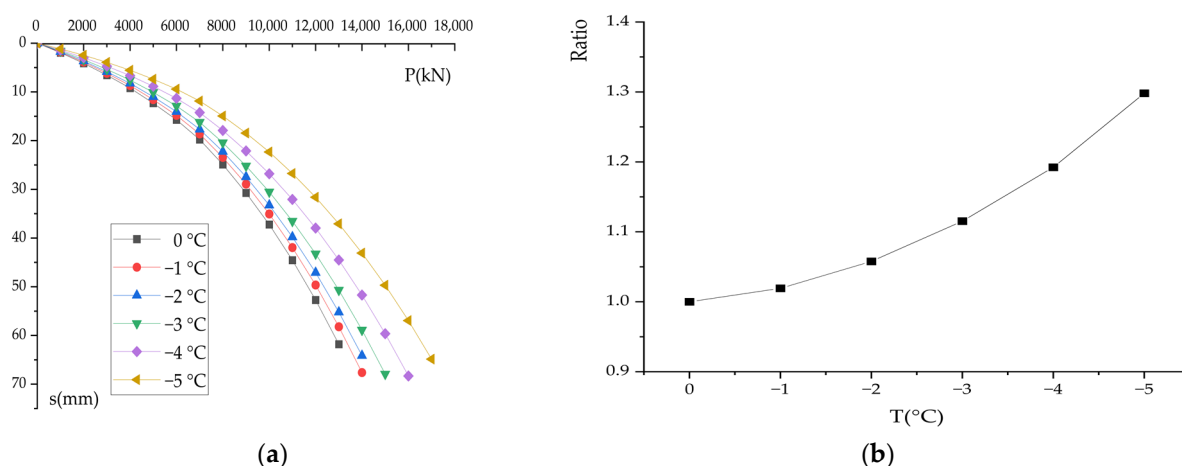 0 2000 4000 6000 8000 10,000 12,000 14,000 16,000 18,000
P(kN)
0
10
20
30
40
50
60
70
s(mm)
0 °C
−1 °C
−2 °C
−3 °C
−4 °C
−5 °C
(a)
Ratio
1.4
1.3
1.2
1.1
1.0
0.9
0 −1 −2 −3 −4 −5
T(°C)
(b)